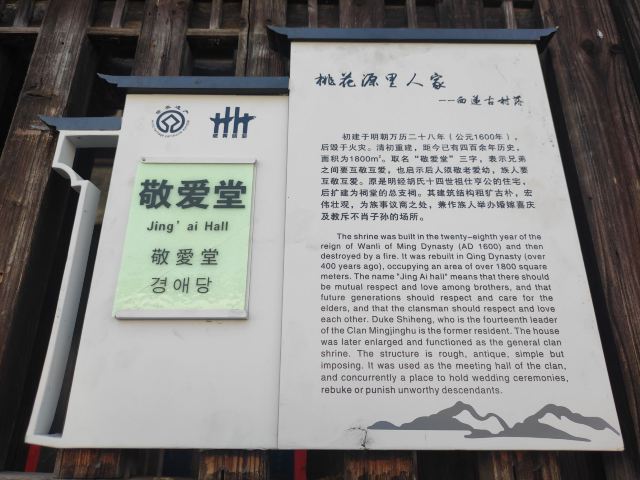 敬爱堂
Jing'ai Hall
敬愛堂
경애당
桃花源里人家
---西递古村落
初建于明朝万历二十八年（公元1600年），
后毁于火灾。清初重建，距今已有四百余年历史，
面积为1800m²。取名“敬爱堂”三字，表示兄弟
之间要互敬互爱，也启示后人须敬老爱幼，族人要
互敬互爱。原是明经胡氏十四世祖仕亨公的住宅，
后扩建为祠堂的总支祠。其建筑结构粗犷古朴，宏
伟壮观，为族事议商之处，兼作族人举办婚嫁喜庆
及教斥不肖子孙的场所。
The shrine was built in the twenty-eighth year of the
reign of Wanli of Ming Dynasty (AD 1600) and then
destroyed by a fire. It was rebuilt in Qing Dynasty (over
400 years ago), occupying an area of over 1800 square
meters. The name "Jing Ai hall" means that there should
be mutual respect and love among brothers, and that
future generations should respect and care for the
elders, and that the clansman should respect and love
each other. Duke Shiheng, who is the fourteenth leader
of the Clan Mingjinghu is the former resident. The house
was later enlarged and functioned as the general clan
shrine. The structure is rough, antique, simple but
imposing. It was used as the meeting hall of the clan,
and concurrently a place to hold wedding ceremonies,
rebuke or punish unworthy descendants.